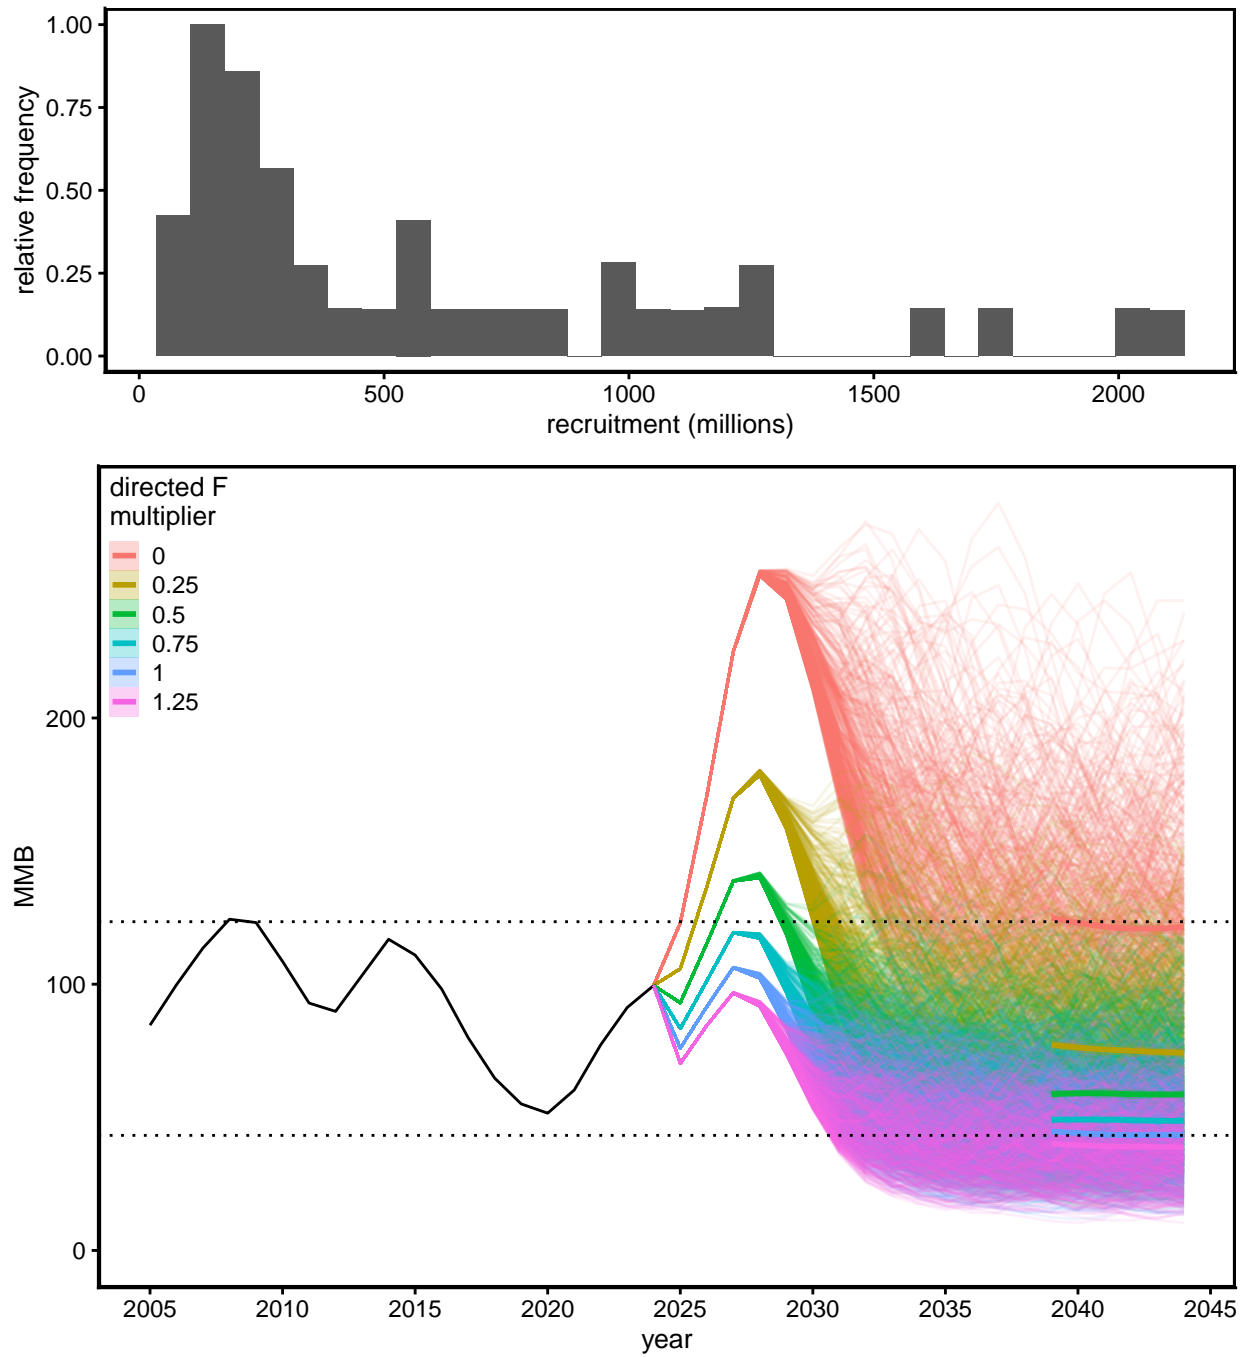 relative frequency
1.00
0.75
0.50
0.25
0.00
0 500 1000 1500 2000
recruitment (millions)
directed F
multiplier
0
0.25
0.5
0.75
1
1.25
MMB
200
100
0
2005 2010 2015 2020 2025 2030 2035 2040 2045
year